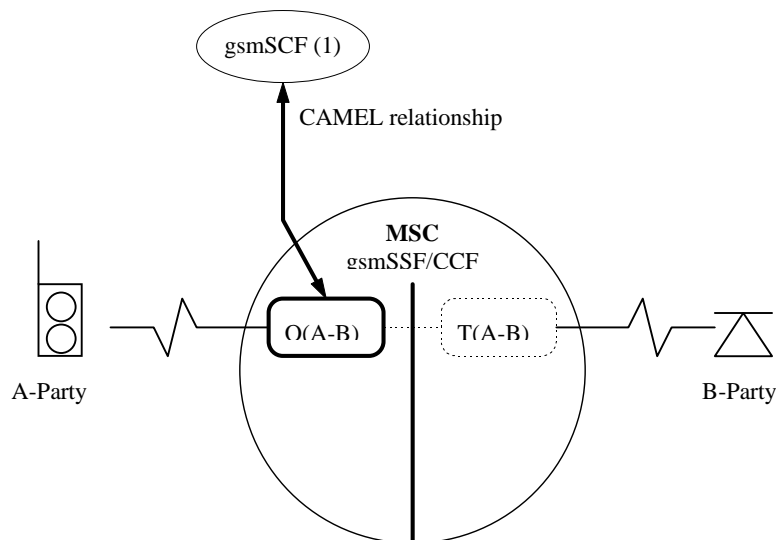 gsmSCF (1)
CAMEL relationship
MSC
gsmSSF/CCF
O(A-B)
T(A-B)
A-Party
B-Party